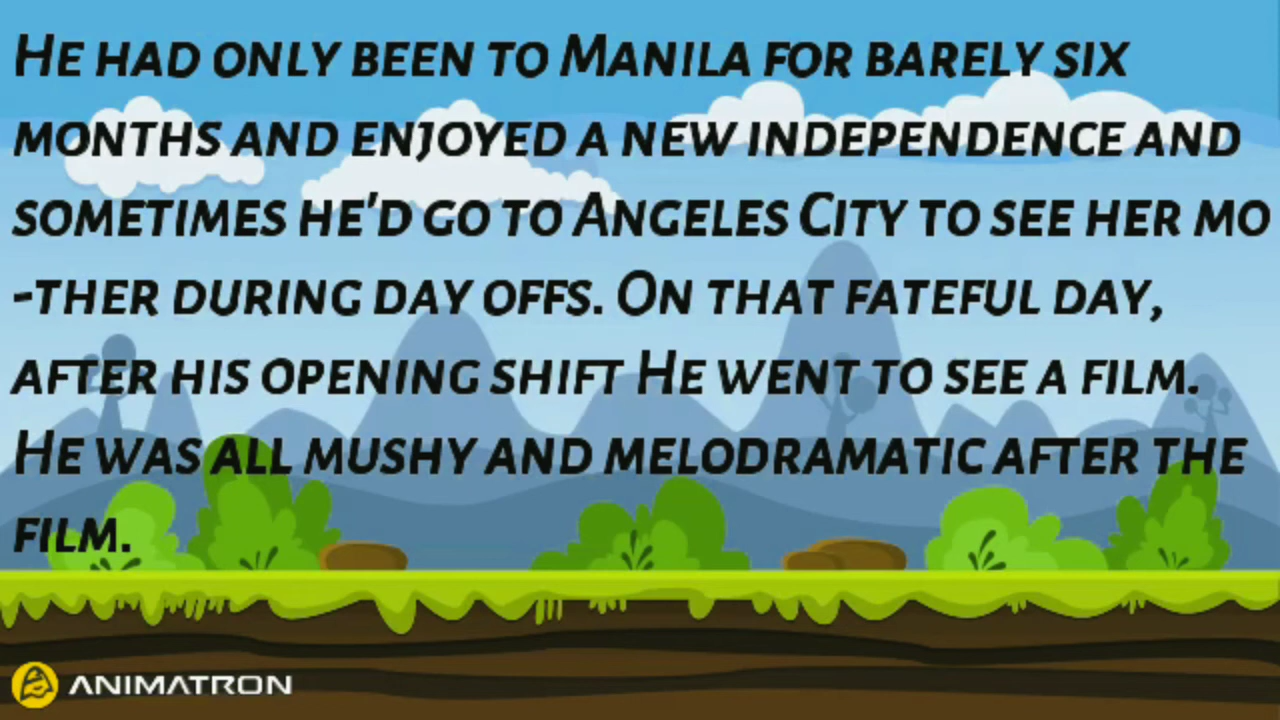 He had only been to Manila for barely six
months and enjoyed a new independence and
sometimes he'd go to Angeles City to see her mo
-ther during day offs. On that fateful day,
after his opening shift He went to see a film.
He was all mushy and melodramatic after the
film.
ANIMATRON